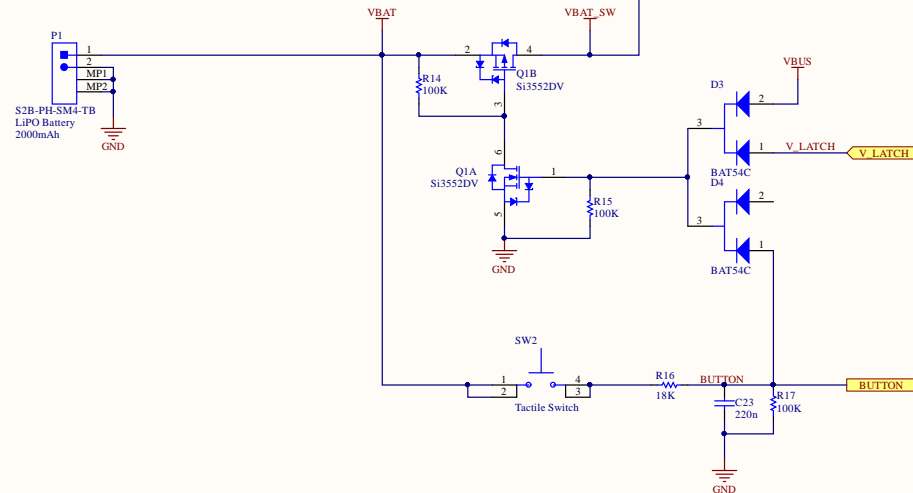 VBAT
VBAT_SW
P1
1
2
MP1
MP2
S2B-PH-SM4-TB
LiPO Battery
2000mAh
GND
R14
100K
2
4
Q1B
Si3552DV
3
6
Q1A
Si3552DV
1
5
GND
R15
100K
VBUS
D3
2
3
1
V_LATCH
V_LATCH
BAT54C
D4
2
3
1
BAT54C
SW2
1
2
4
3
Tactile Switch
R16
18K
BUTTON
BUTTON
C23
220n
R17
100K
GND